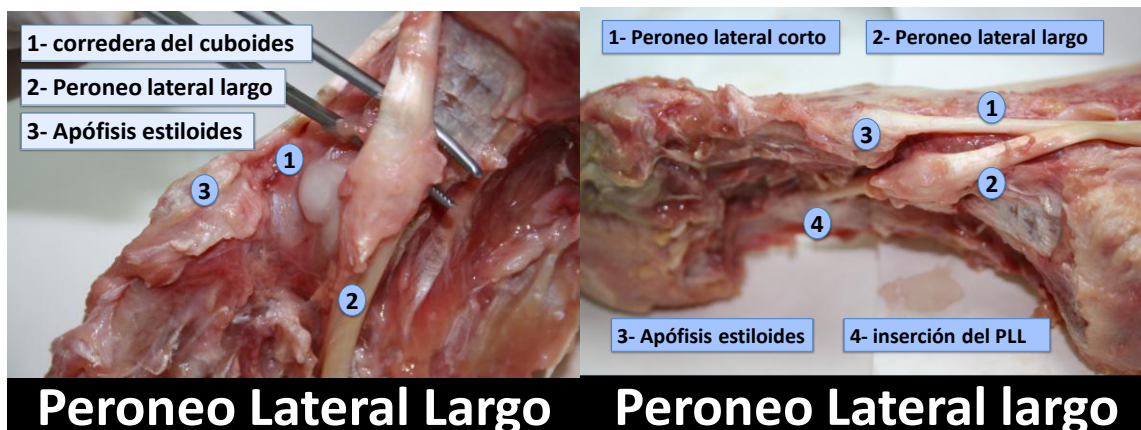 1- corredera del cuboides
2- Peroneo lateral largo
3- Apófisis estiloides
1
3
2
Peroneo Lateral Largo
1- Peroneo lateral corto
2- Peroneo lateral largo
1
3
2
4
3- Apófisis estiloides
4- inserción del PLL
Peroneo Lateral largo